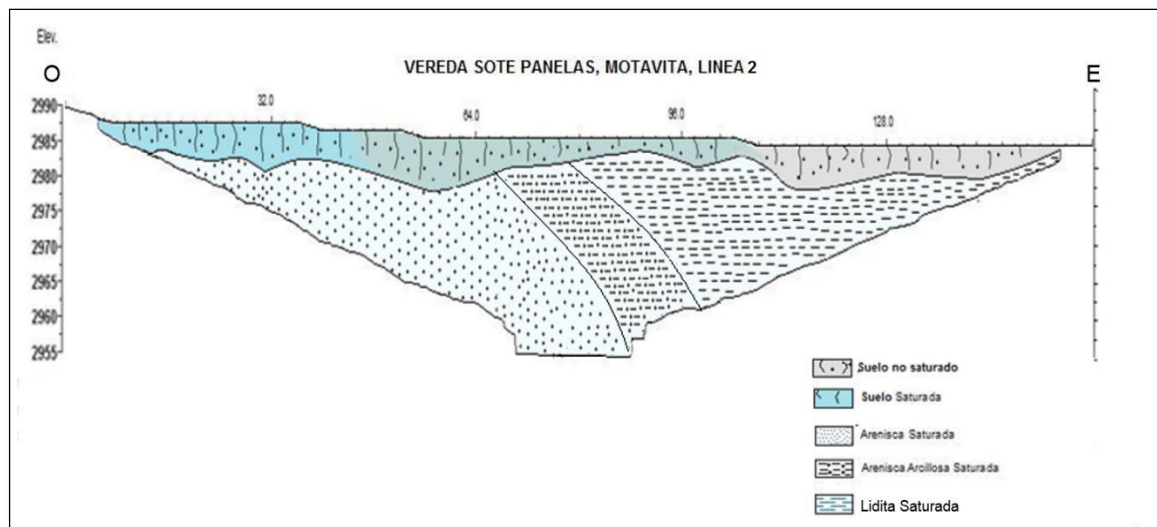 Elev.
O
VEREDA SOTE PANELAS, MOTAVITA, LINEA 2
E
32.0
64.0
96.0
128.0
2990
2985
2980
2975
2970
2965
2960
2955
Suelo no saturado
Suelo Saturada
Arenisca Saturada
Arenisca Arcillosa Saturada
Lidita Saturada